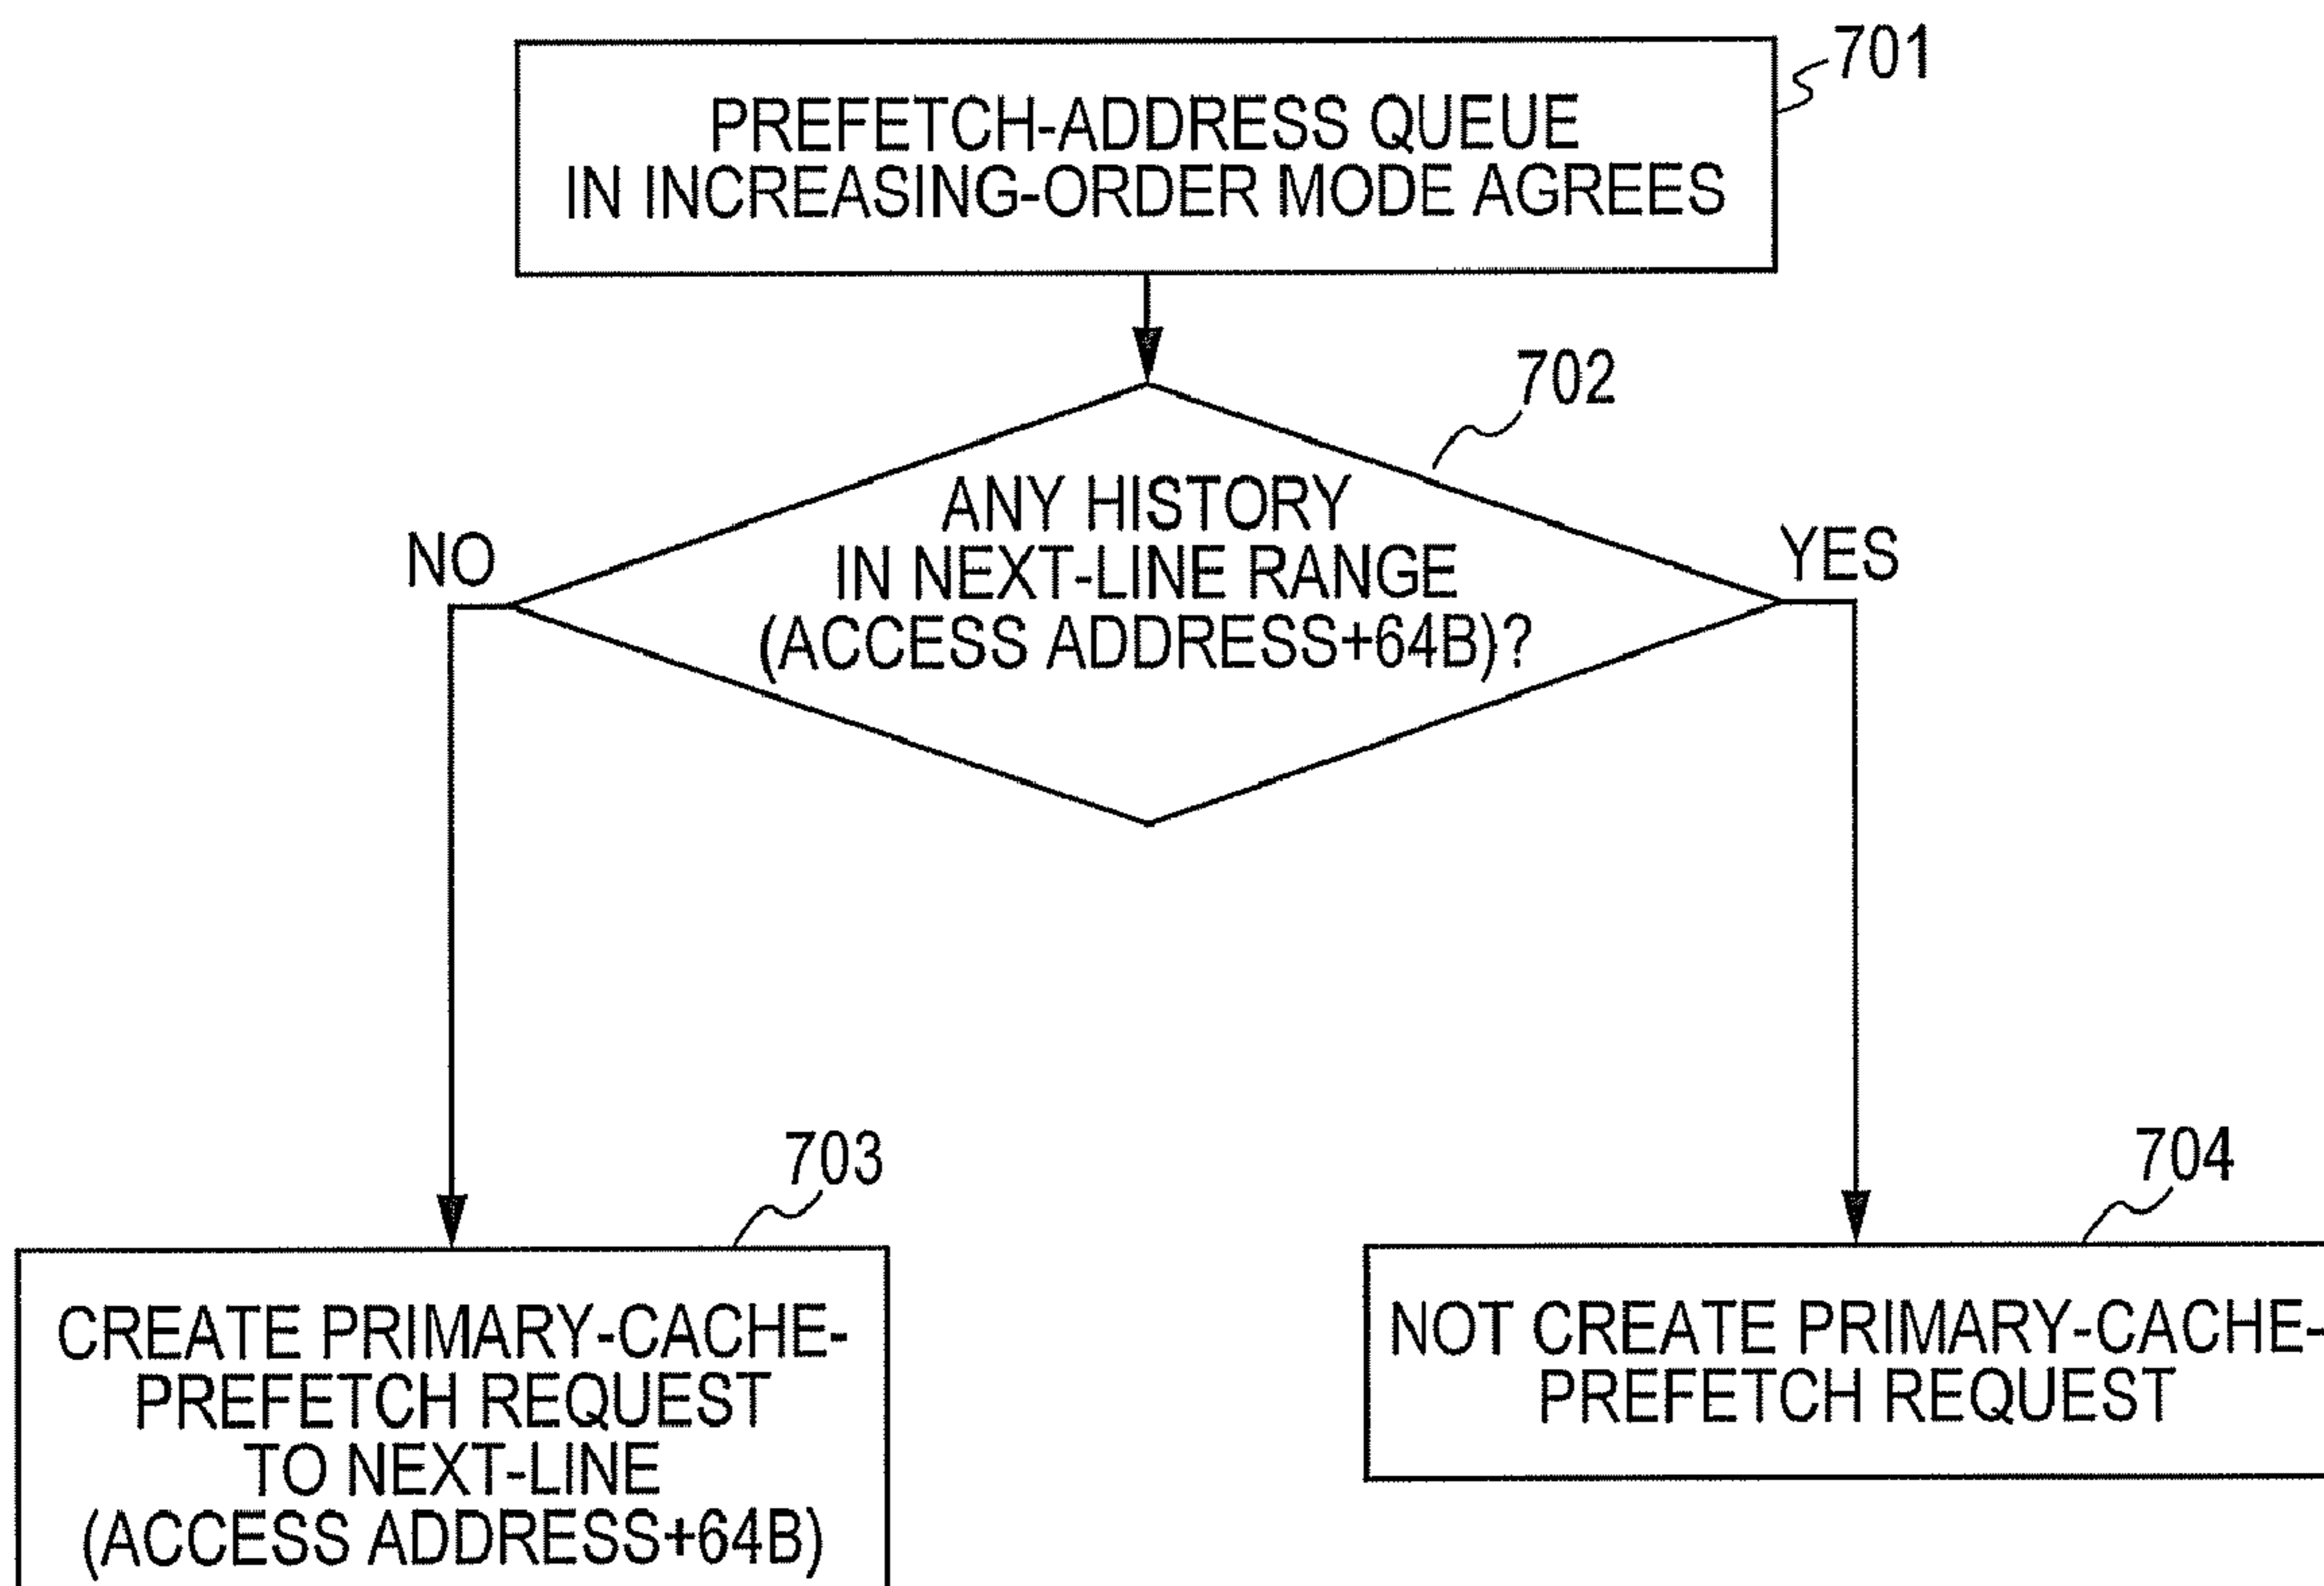 701
PREFETCH-ADDRESS QUEUE
IN INCREASING-ORDER MODE AGREES
702
ANY HISTORY
IN NEXT-LINE RANGE
(ACCESS ADDRESS+64B)?
NO
YES
703
CREATE PRIMARY-CACHE-
PREFETCH REQUEST
TO NEXT-LINE
(ACCESS ADDRESS+64B)
704
NOT CREATE PRIMARY-CACHE-
PREFETCH REQUEST